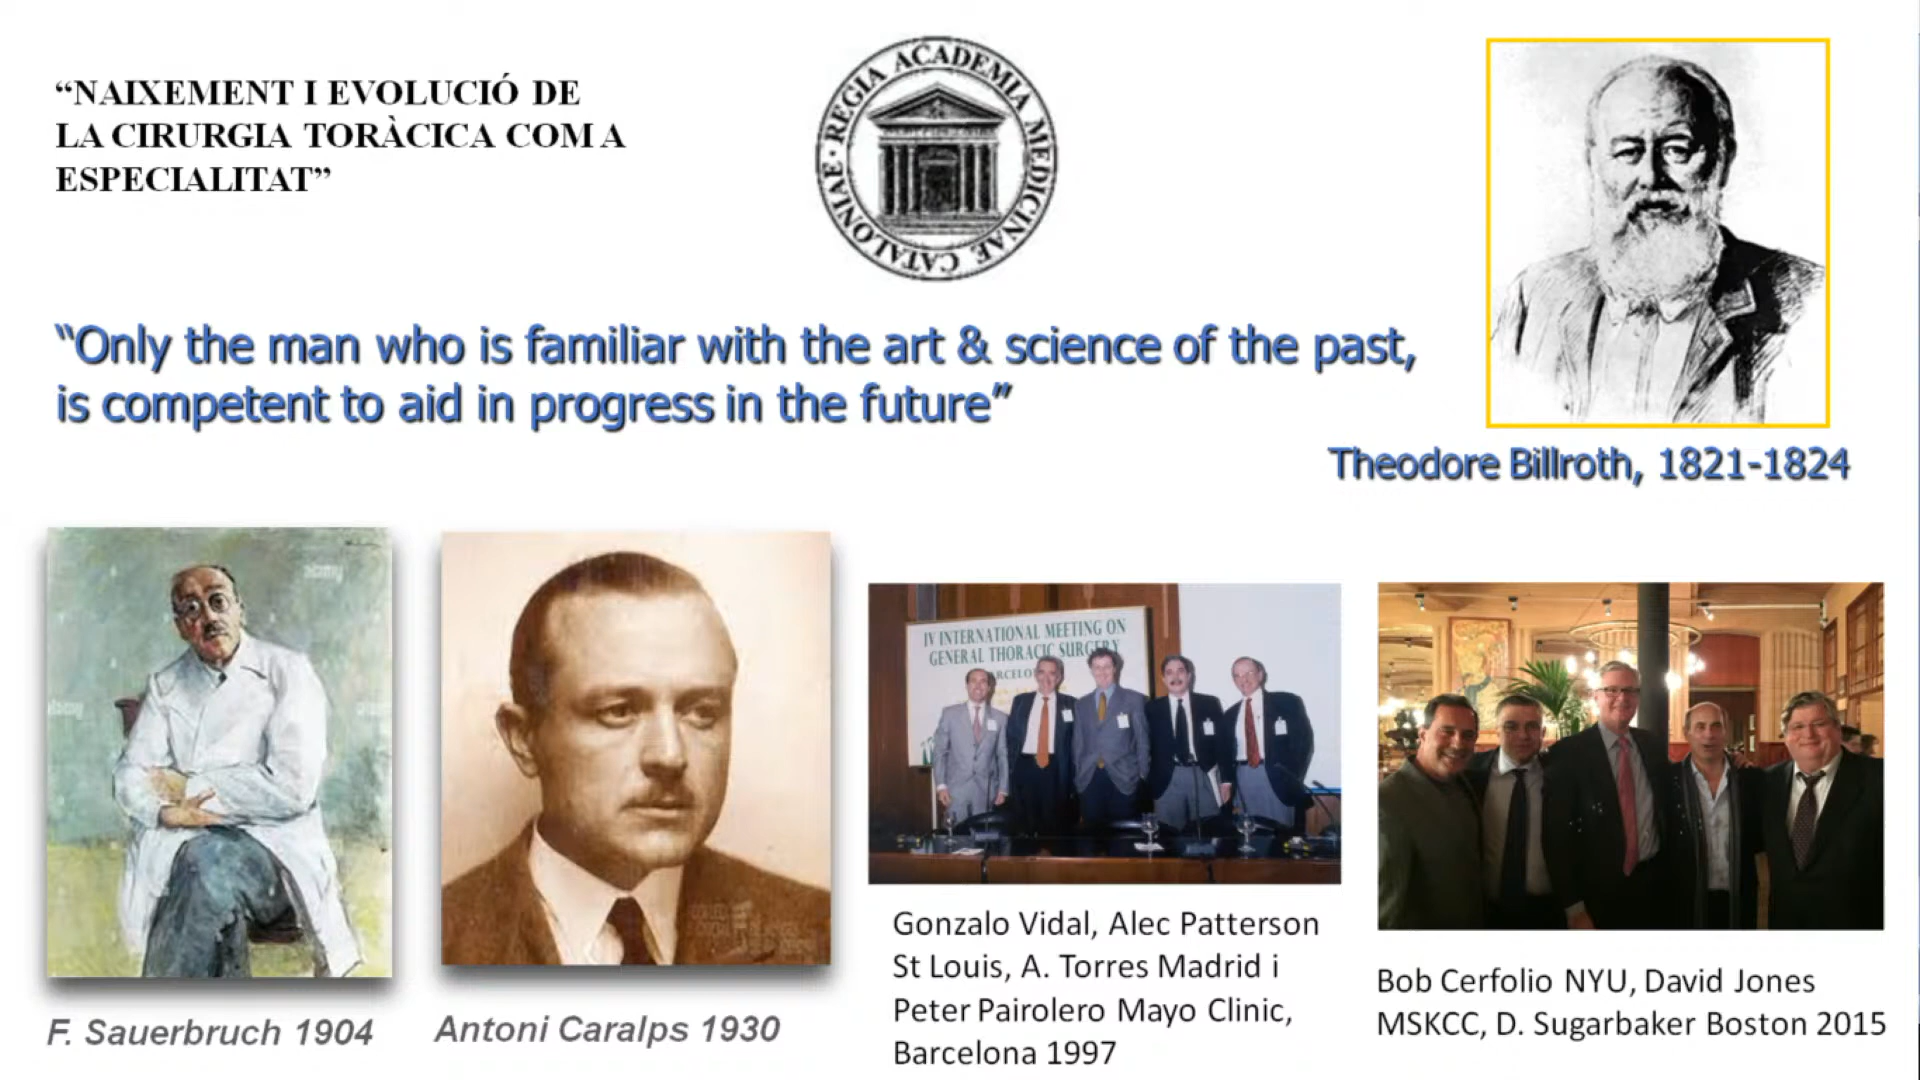 “NAIXEMENT I EVOLUCIÓ DE
LA CIRURGIA TORÀCICA COM A
ESPECIALITAT”
REGIA ACADEMIA MEDICINAE CATALONIAE ·
“Only the man who is familiar with the art & science of the past,
is competent to aid in progress in the future”
Theodore Billroth, 1821-1824
alamy
IV INTERNATIONAL MEETING ON
GENERAL THORACIC SURGERY
F. Sauerbruch 1904
Antoni Caralps 1930
Gonzalo Vidal, Alec Patterson
St Louis, A. Torres Madrid i
Peter Pairolero Mayo Clinic,
Barcelona 1997
Bob Cerfolio NYU, David Jones
MSKCC, D. Sugarbaker Boston 2015